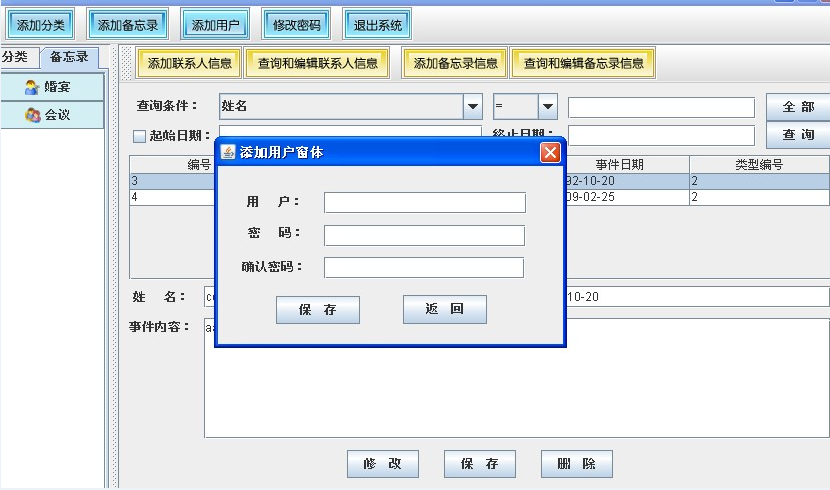 添加分类 添加备忘录 添加用户 修改密码 退出系统
分类 备忘录
添加联系人信息 查询和编辑联系人信息 添加备忘录信息 查询和编辑备忘录信息
婚宴
会议
查询条件： 姓名 = 全 部
起始日期： 终止日期： 查 询
编号 事件日期 类型编号
3 92-10-20 2
4 09-02-25 2
添加用户窗体
用 户：
密 码：
确认密码：
保 存 返 回
姓 名： 10-20
事件内容：
修 改 保 存 删 除